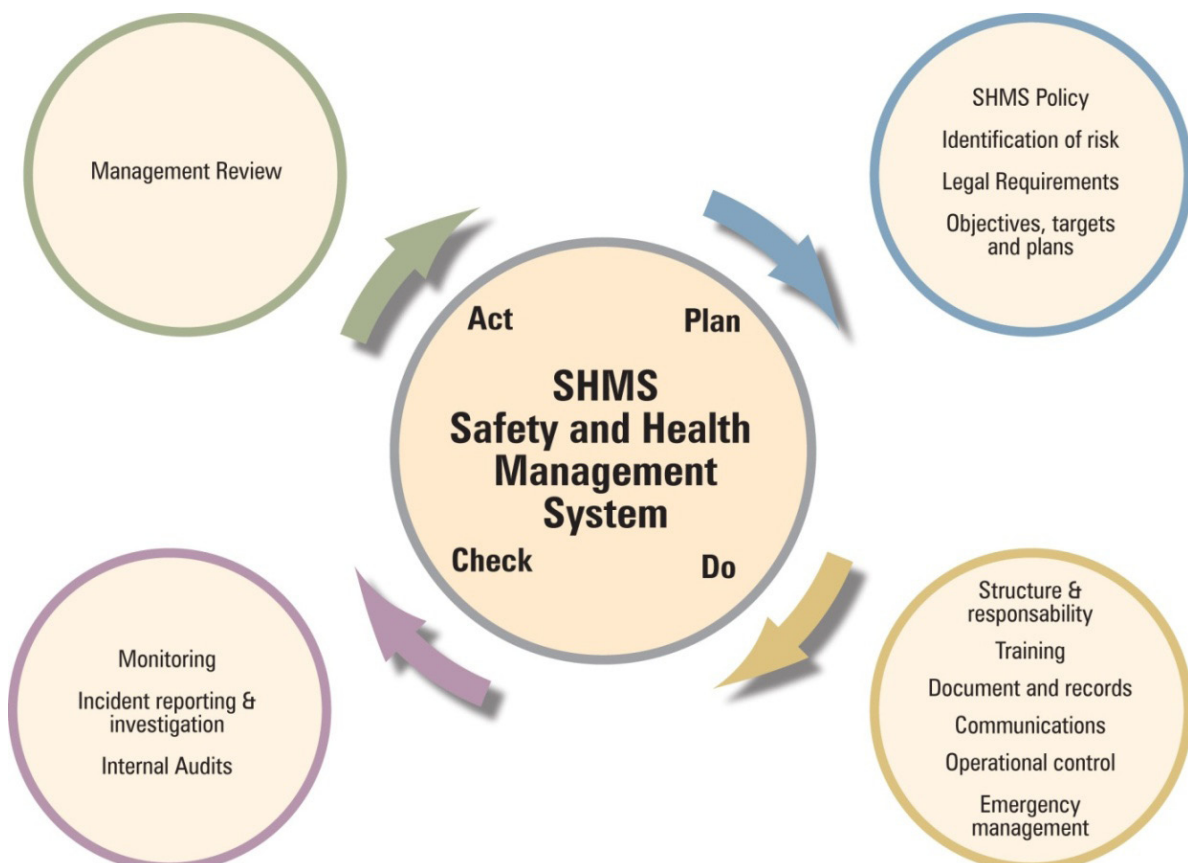 Management Review
SHMS Policy
Identification of risk
Legal Requirements
Objectives, targets
and plans
Act
Plan
SHMS
Safety and Health
Management
System
Check
Do
Monitoring
Incident reporting &
investigation
Internal Audits
Structure &
responsability
Training
Document and records
Communications
Operational control
Emergency
management